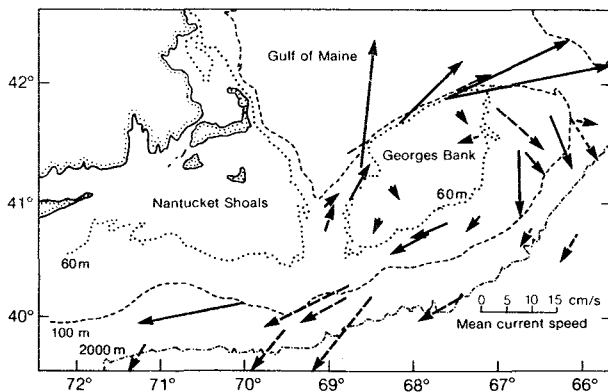 Gulf of Maine
42°
Georges Bank
Nantucket Shoals
60m
41°
60m
0 5 10 15 cm/s
Mean current speed
40°
100 m
2000 m
72° 71° 70° 69° 68° 67° 66°